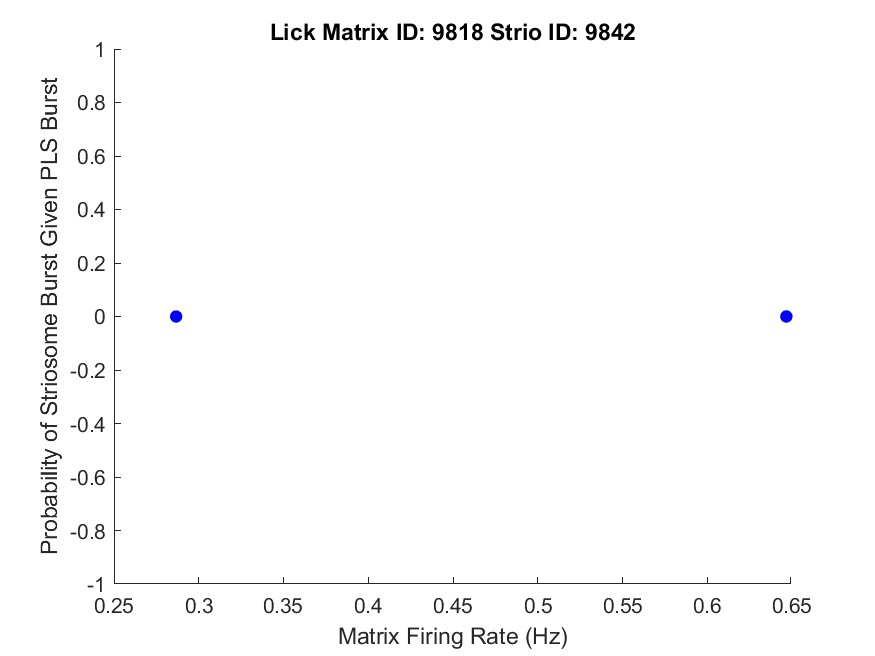 Lick Matrix ID: 9818 Strio ID: 9842
Probability of Striosome Burst Given PLS Burst
1
0.8
0.6
0.4
0.2
0
-0.2
-0.4
-0.6
-0.8
-1
0.25 0.3 0.35 0.4 0.45 0.5 0.55 0.6 0.65
Matrix Firing Rate (Hz)